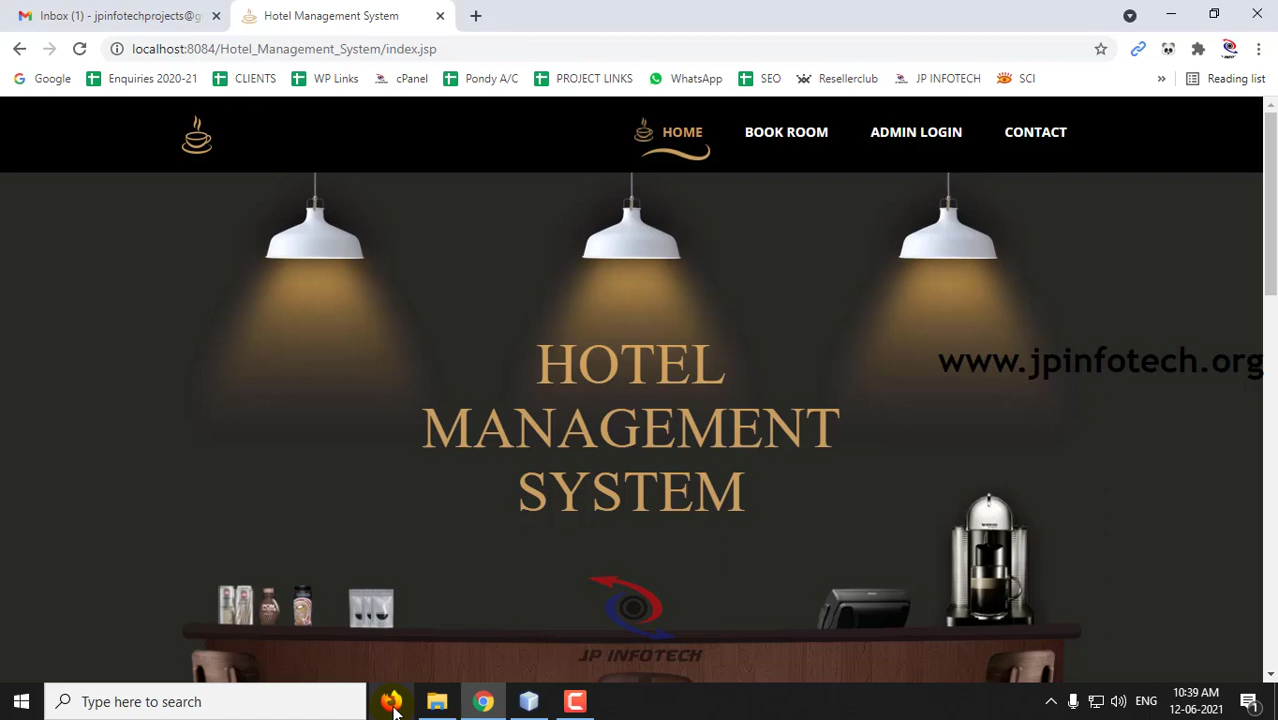 Inbox (1) - jpinfotechprojects@g
Hotel Management System
localhost:8084/Hotel_Management_System/index.jsp
Google
Enquiries 2020-21
CLIENTS
WP Links
cPanel
Pondy A/C
PROJECT LINKS
WhatsApp
SEO
Resellerclub
JP INFOTECH
SCI
»
Reading list
HOME
BOOK ROOM
ADMIN LOGIN
CONTACT
HOTEL
MANAGEMENT
SYSTEM
www.jpinfotech.org
JP INFOTECH
Type here to search
ENG
10:39 AM
12-06-2021
1